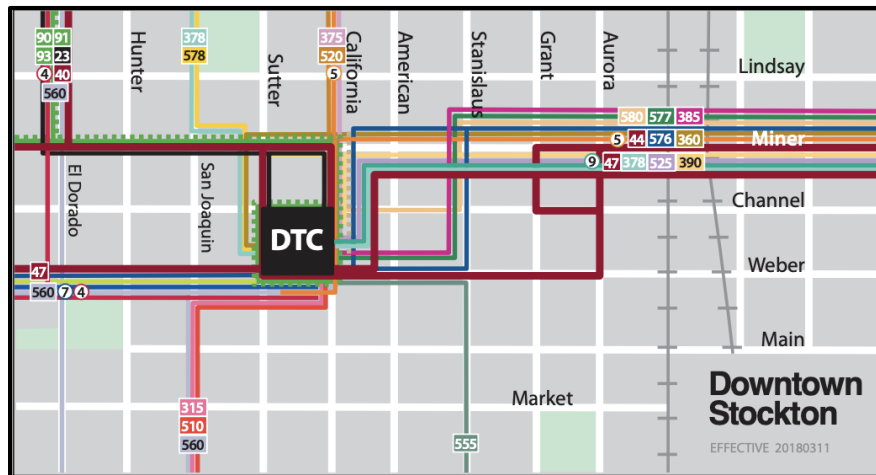 90 91
93 23
4 40
560
Hunter
378
578
Sutter
375
520
5
California
American
Stanislaus
Grant
Aurora
Lindsay
580 577 385
5 44 576 360 Miner
9 47 378 525 390
El Dorado
San Joaquin
Channel
DTC
Weber
47
560 7 4
Main
315
510
560
555
Market
Downtown
Stockton
EFFECTIVE 20180311